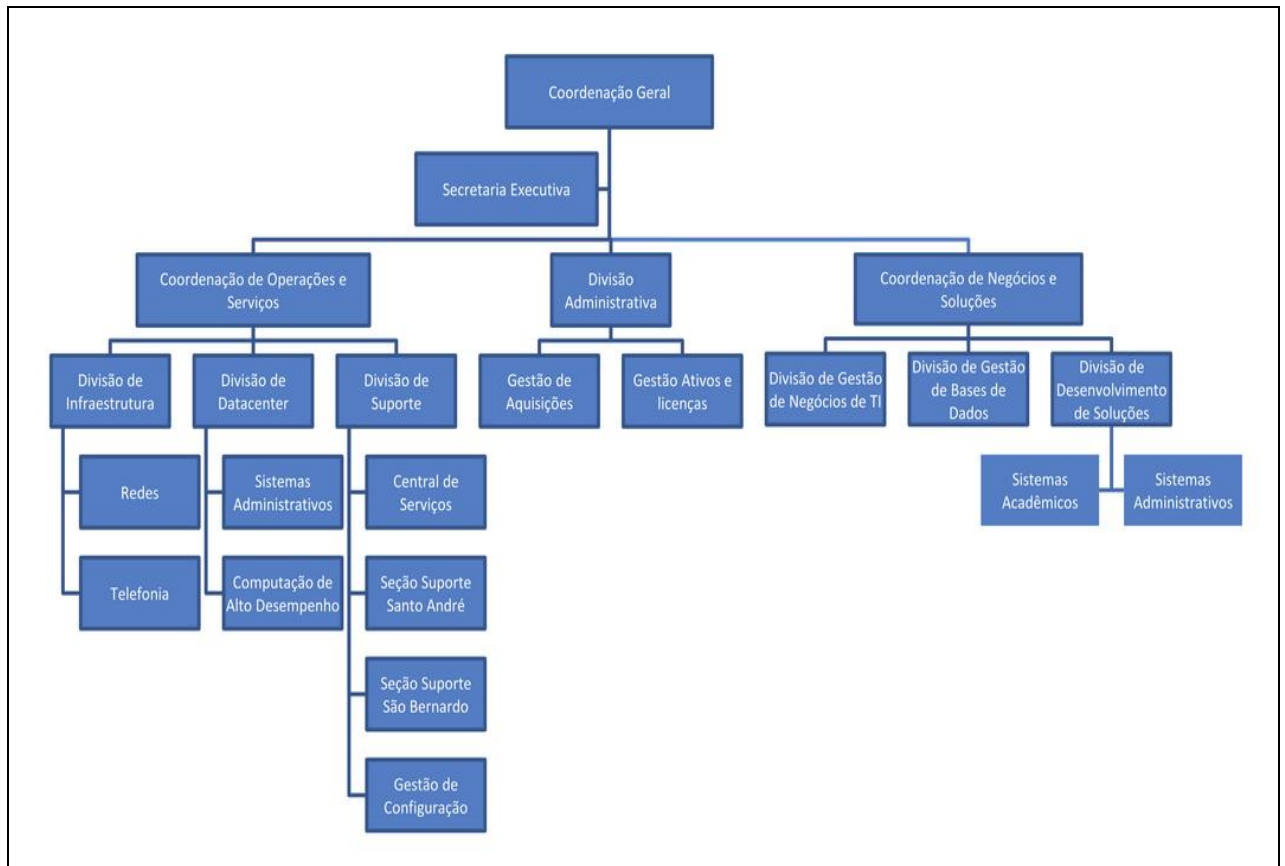 Coordenação Geral
Secretaria Executiva
Coordenação de Operações e
Serviços
Divisão
Administrativa
Coordenação de Negócios e
Soluções
Divisão de
Infraestrutura
Divisão de
Datacenter
Divisão de
Suporte
Gestão de
Aquisições
Gestão Ativos e
licenças
Divisão de Gestão
de Negócios de TI
Divisão de Gestão
de Bases de
Dados
Divisão de
Desenvolvimento
de Soluções
Redes
Sistemas
Administrativos
Central de
Serviços
Sistemas
Acadêmicos
Sistemas
Administrativos
Telefonia
Computação de
Alto Desempenho
Seção Suporte
Santo André
Seção Suporte
São Bernardo
Gestão de
Configuração